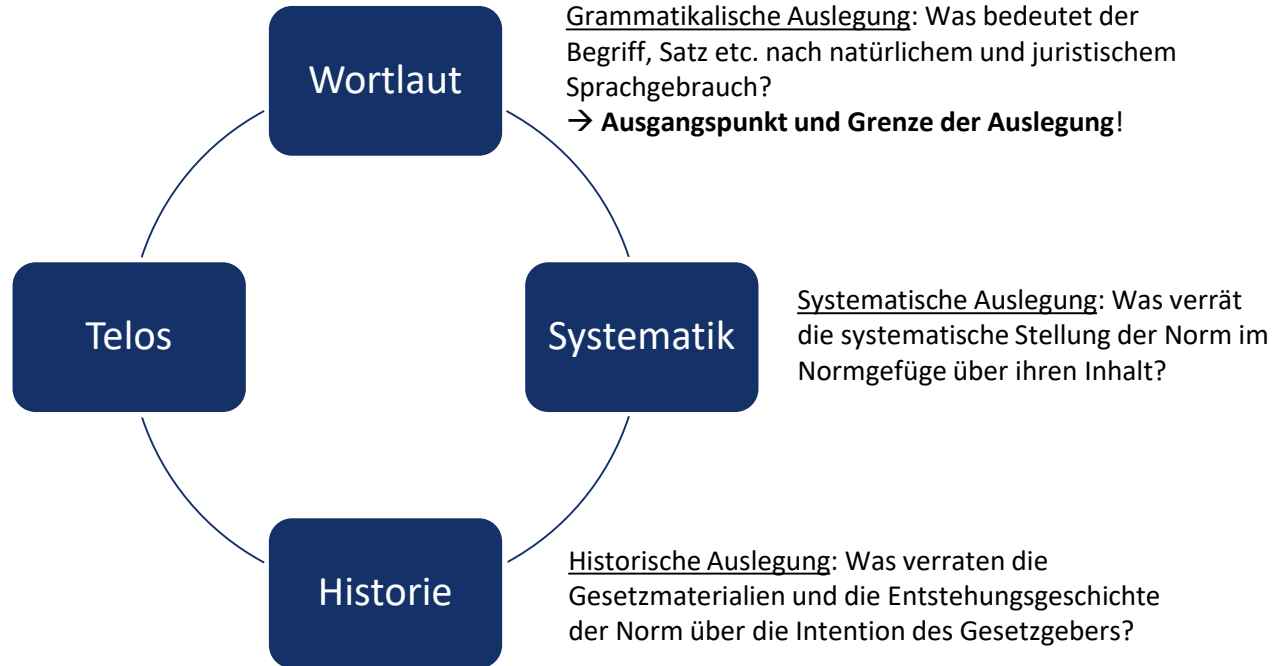 Wortlaut
Grammatikalische Auslegung: Was bedeutet der
Begriff, Satz etc. nach natürlichem und juristischem
Sprachgebrauch?
→ Ausgangspunkt und Grenze der Auslegung!
Telos
Systematik
Systematische Auslegung: Was verrät
die systematische Stellung der Norm im
Normgefüge über ihren Inhalt?
Historie
Historische Auslegung: Was verraten die
Gesetzmaterialien und die Entstehungsgeschichte
der Norm über die Intention des Gesetzgebers?